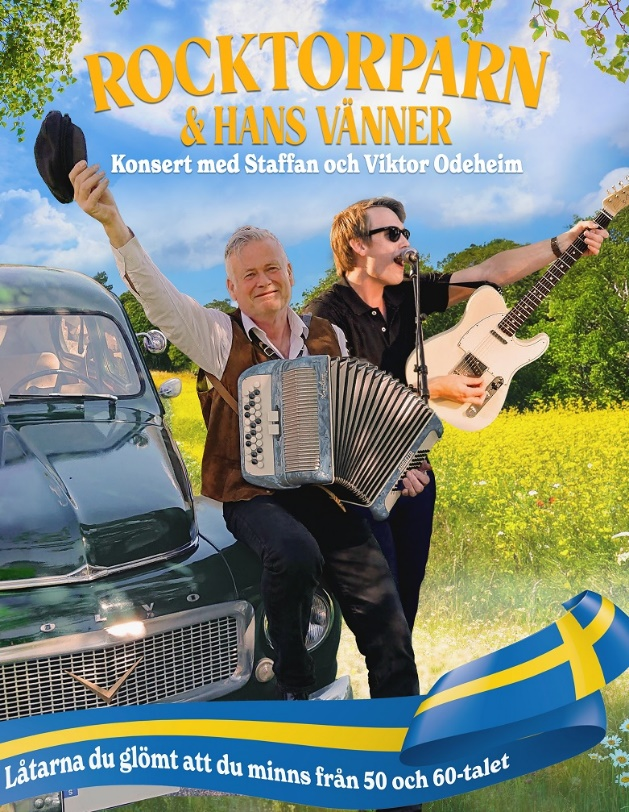 ROCKTORPARN
& HANS VÄNNER
Konsert med Staffan och Viktor Odeheim
VOLVO
Låtarna du glömt att du minns från 50 och 60-talet